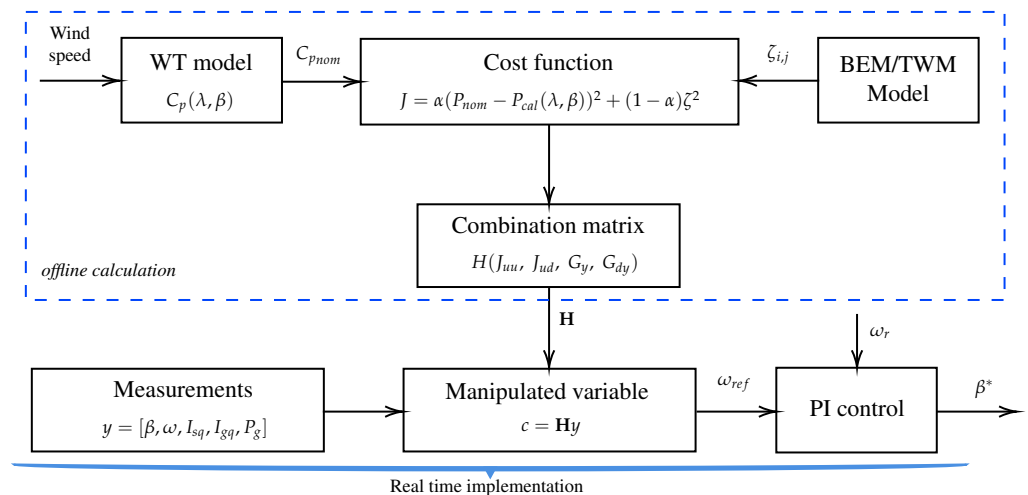 Wind
speed
WT model
C_p(λ, β)
C_{p_{nom}}
Cost function
J = α(P_{nom} − P_{cal}(λ, β))² + (1 − α)ζ²
ζ_{i,j}
BEM/TWM
Model
Combination matrix
H(J_{uu}, J_{ud}, G_y, G_{dy})
offline calculation
H
ω_r
Measurements
y = [β, ω, I_{sq}, I_{gq}, P_g]
Manipulated variable
c = Hy
ω_{ref}
PI control
β*
Real time implementation